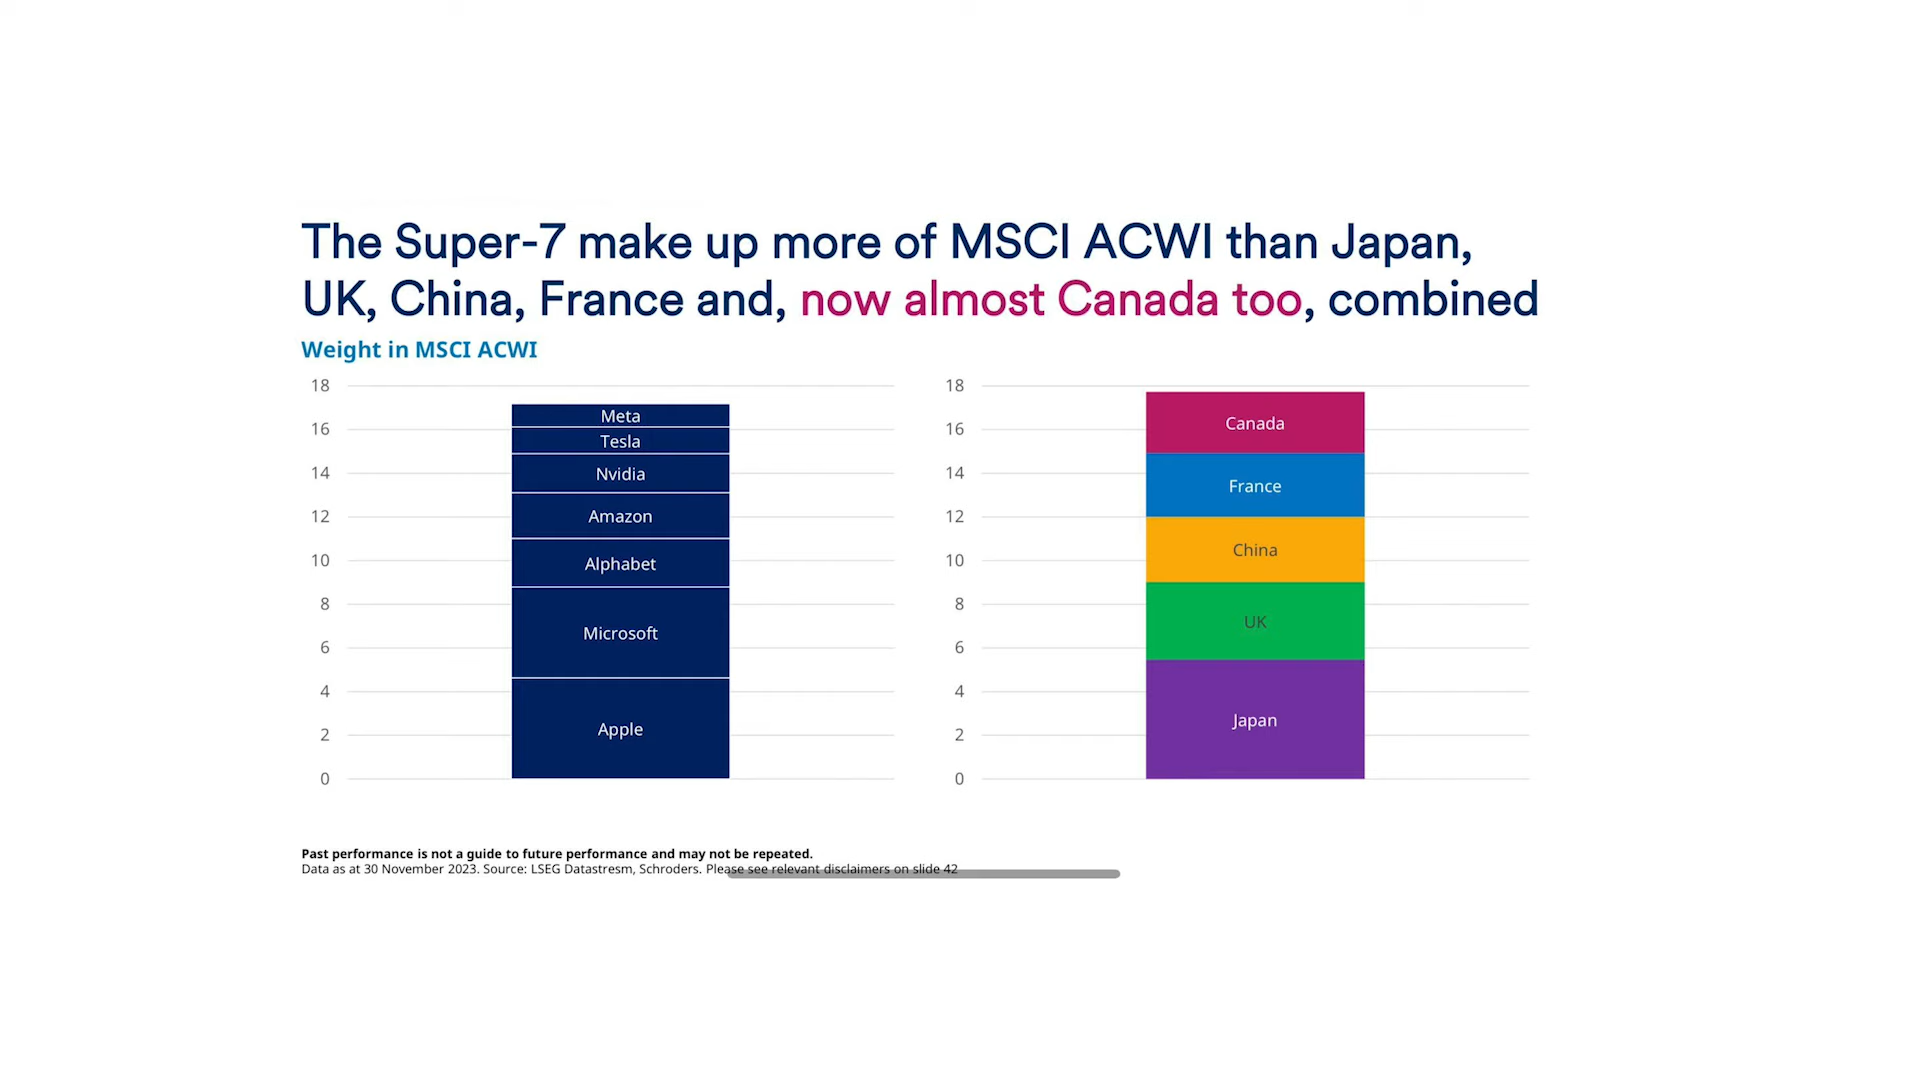 The Super-7 make up more of MSCI ACWI than Japan,
UK, China, France and, now almost Canada too, combined
Weight in MSCI ACWI
18
16
14
12
10
8
6
4
2
0
Meta
Tesla
Nvidia
Amazon
Alphabet
Microsoft
Apple
18
16
14
12
10
8
6
4
2
0
Canada
France
China
UK
Japan
Past performance is not a guide to future performance and may not be repeated.
Data as at 30 November 2023. Source: LSEG Datastresm, Schroders. Please see relevant disclaimers on slide 42